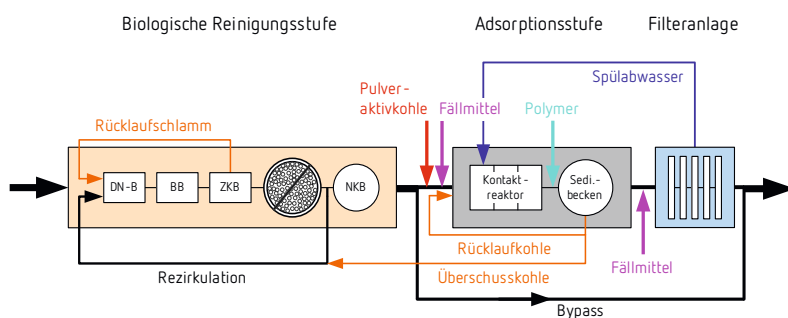 Biologische Reinigungsstufe
Adsorptionsstufe
Filteranlage
Spülabwasser
Pulver-
aktivkohle
Fällmittel
Polymer
Rücklaufschlamm
DN-B
BB
ZKB
NKB
Kontakt-
reaktor
Sedi.-
becken
Rücklaufkohle
Rezirkulation
Überschusskohle
Fällmittel
Bypass